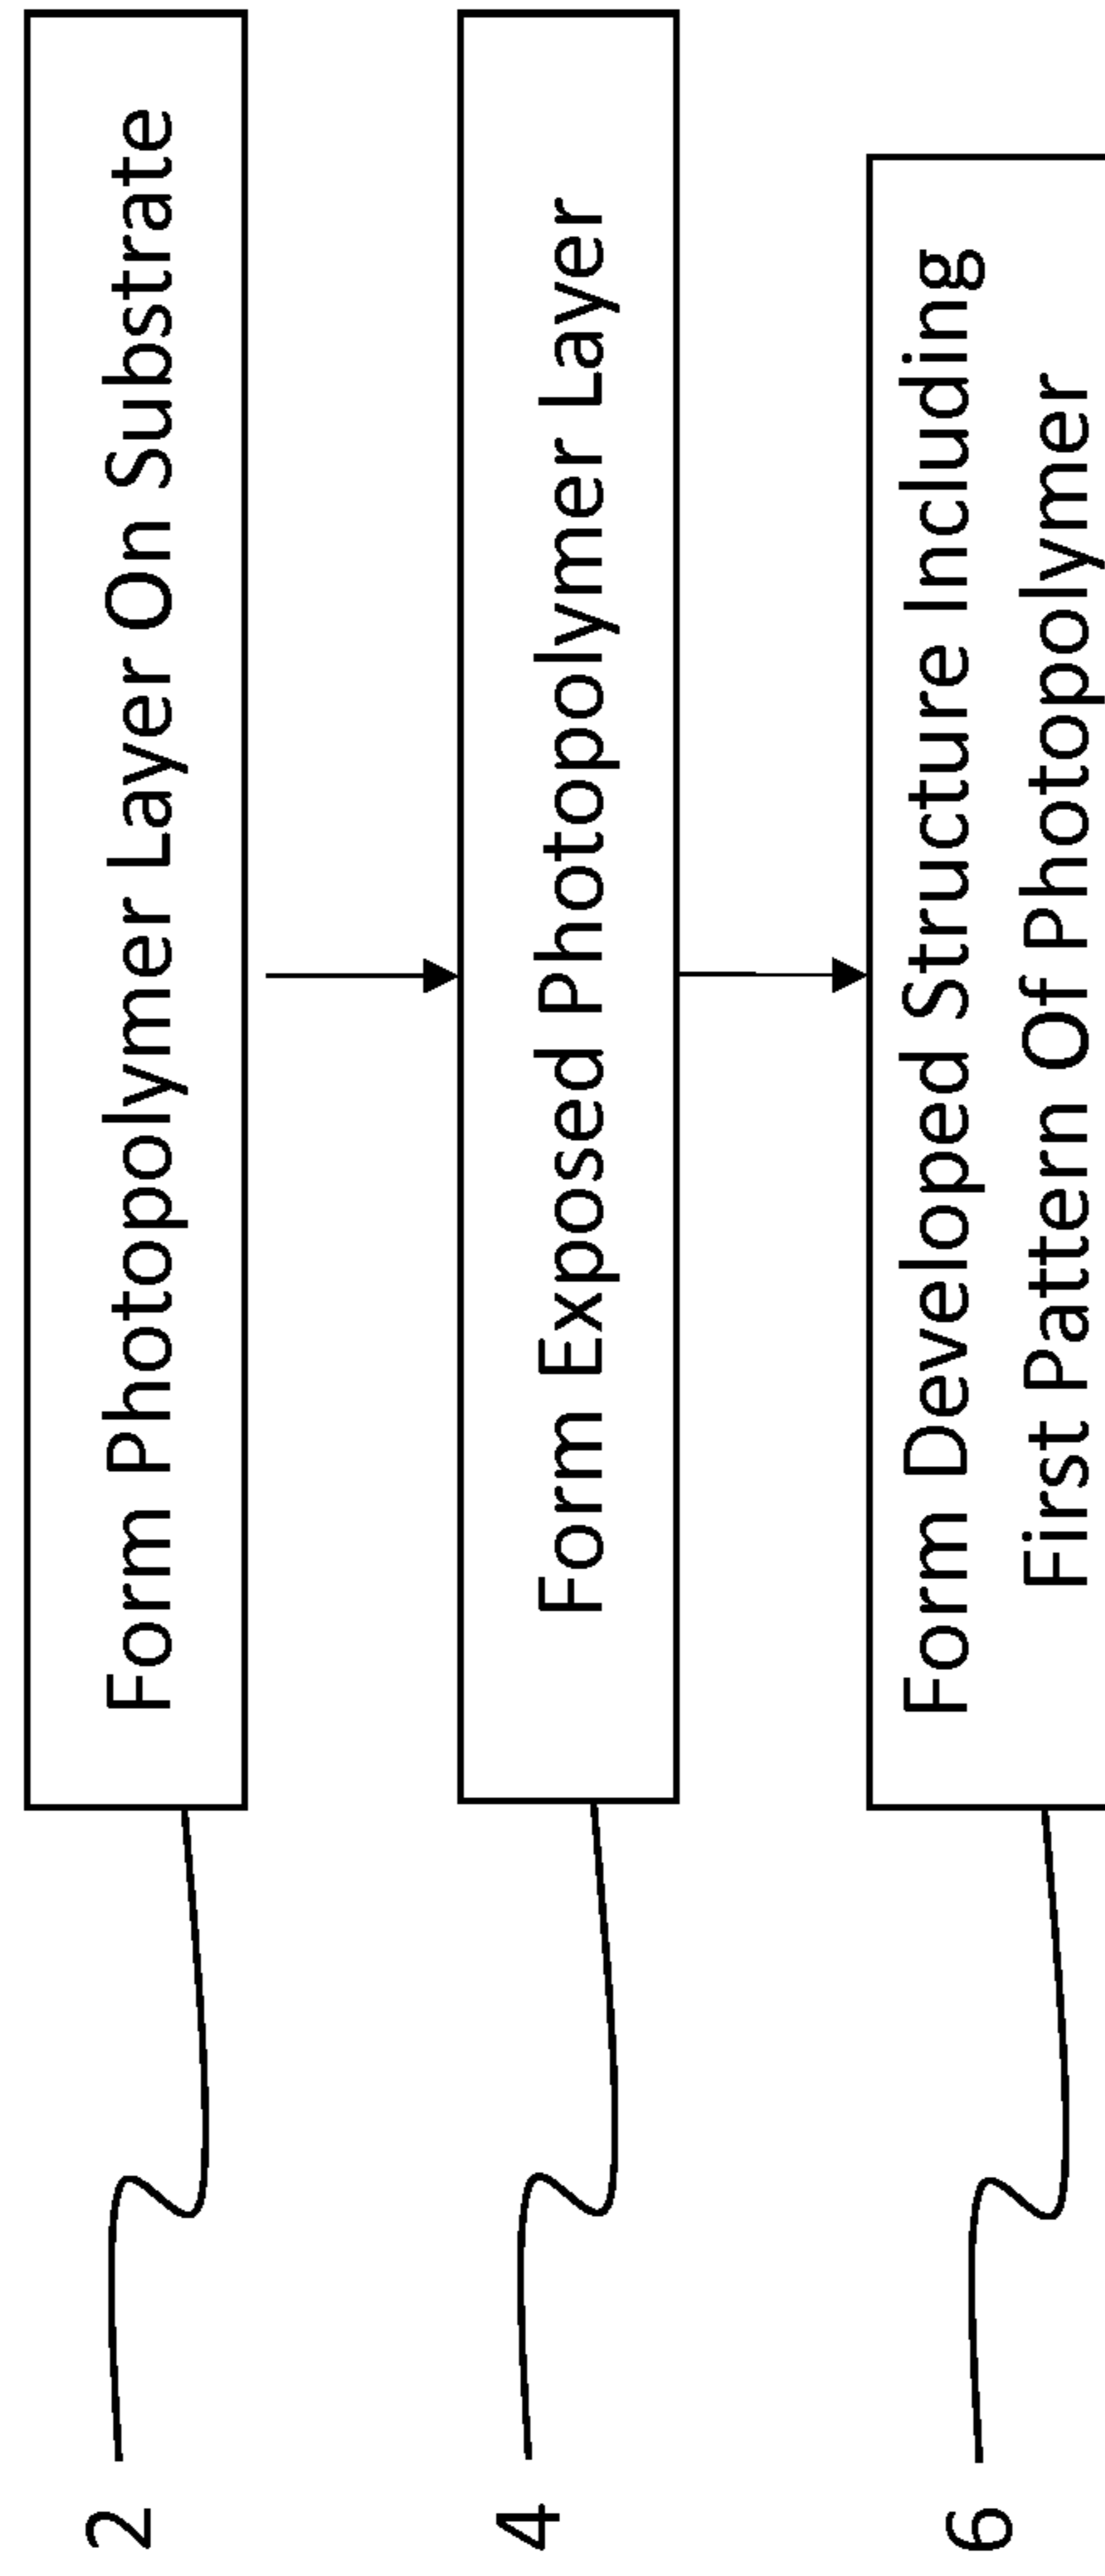 2
Form Photopolymer Layer On Substrate
4
Form Exposed Photopolymer Layer
6
Form Developed Structure Including
First Pattern Of Photopolymer